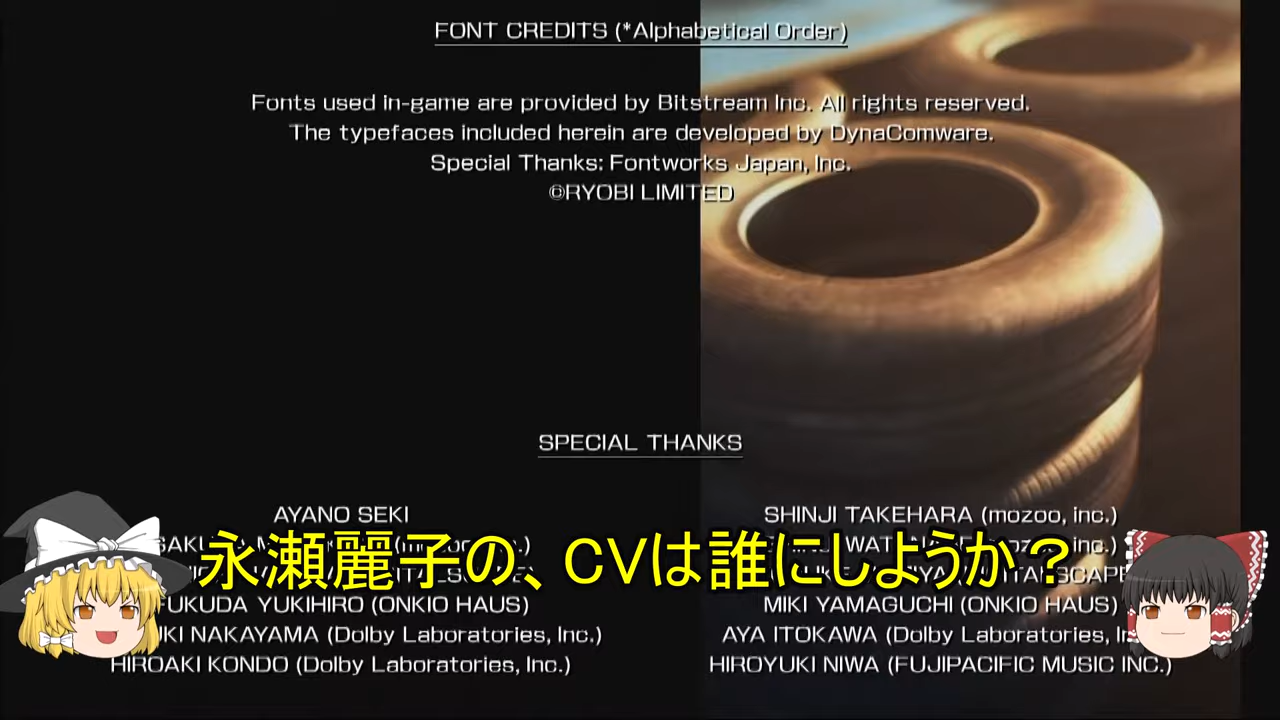 FONT CREDITS (*Alphabetical Order)
Fonts used in-game are provided by Bitstream Inc. All rights reserved.
The typefaces included herein are developed by DynaComware.
Special Thanks: Fontworks Japan, Inc.
©RYOBI LIMITED
SPECIAL THANKS
AYANO SEKI
SHINJI TAKEHARA (mozoo, inc.)
永瀬麗子の、CVは誰にしようか？
FUKUDA YUKIHIRO (ONKIO HAUS)
MIKI YAMAGUCHI (ONKIO HAUS)
NAKAYAMA (Dolby Laboratories, Inc.)
AYA ITOKAWA (Dolby Laboratories,
HIROAKI KONDO (Dolby Laboratories, Inc.)
HIROYUKI NIWA (FUJIPACIFIC MUSIC INC.)